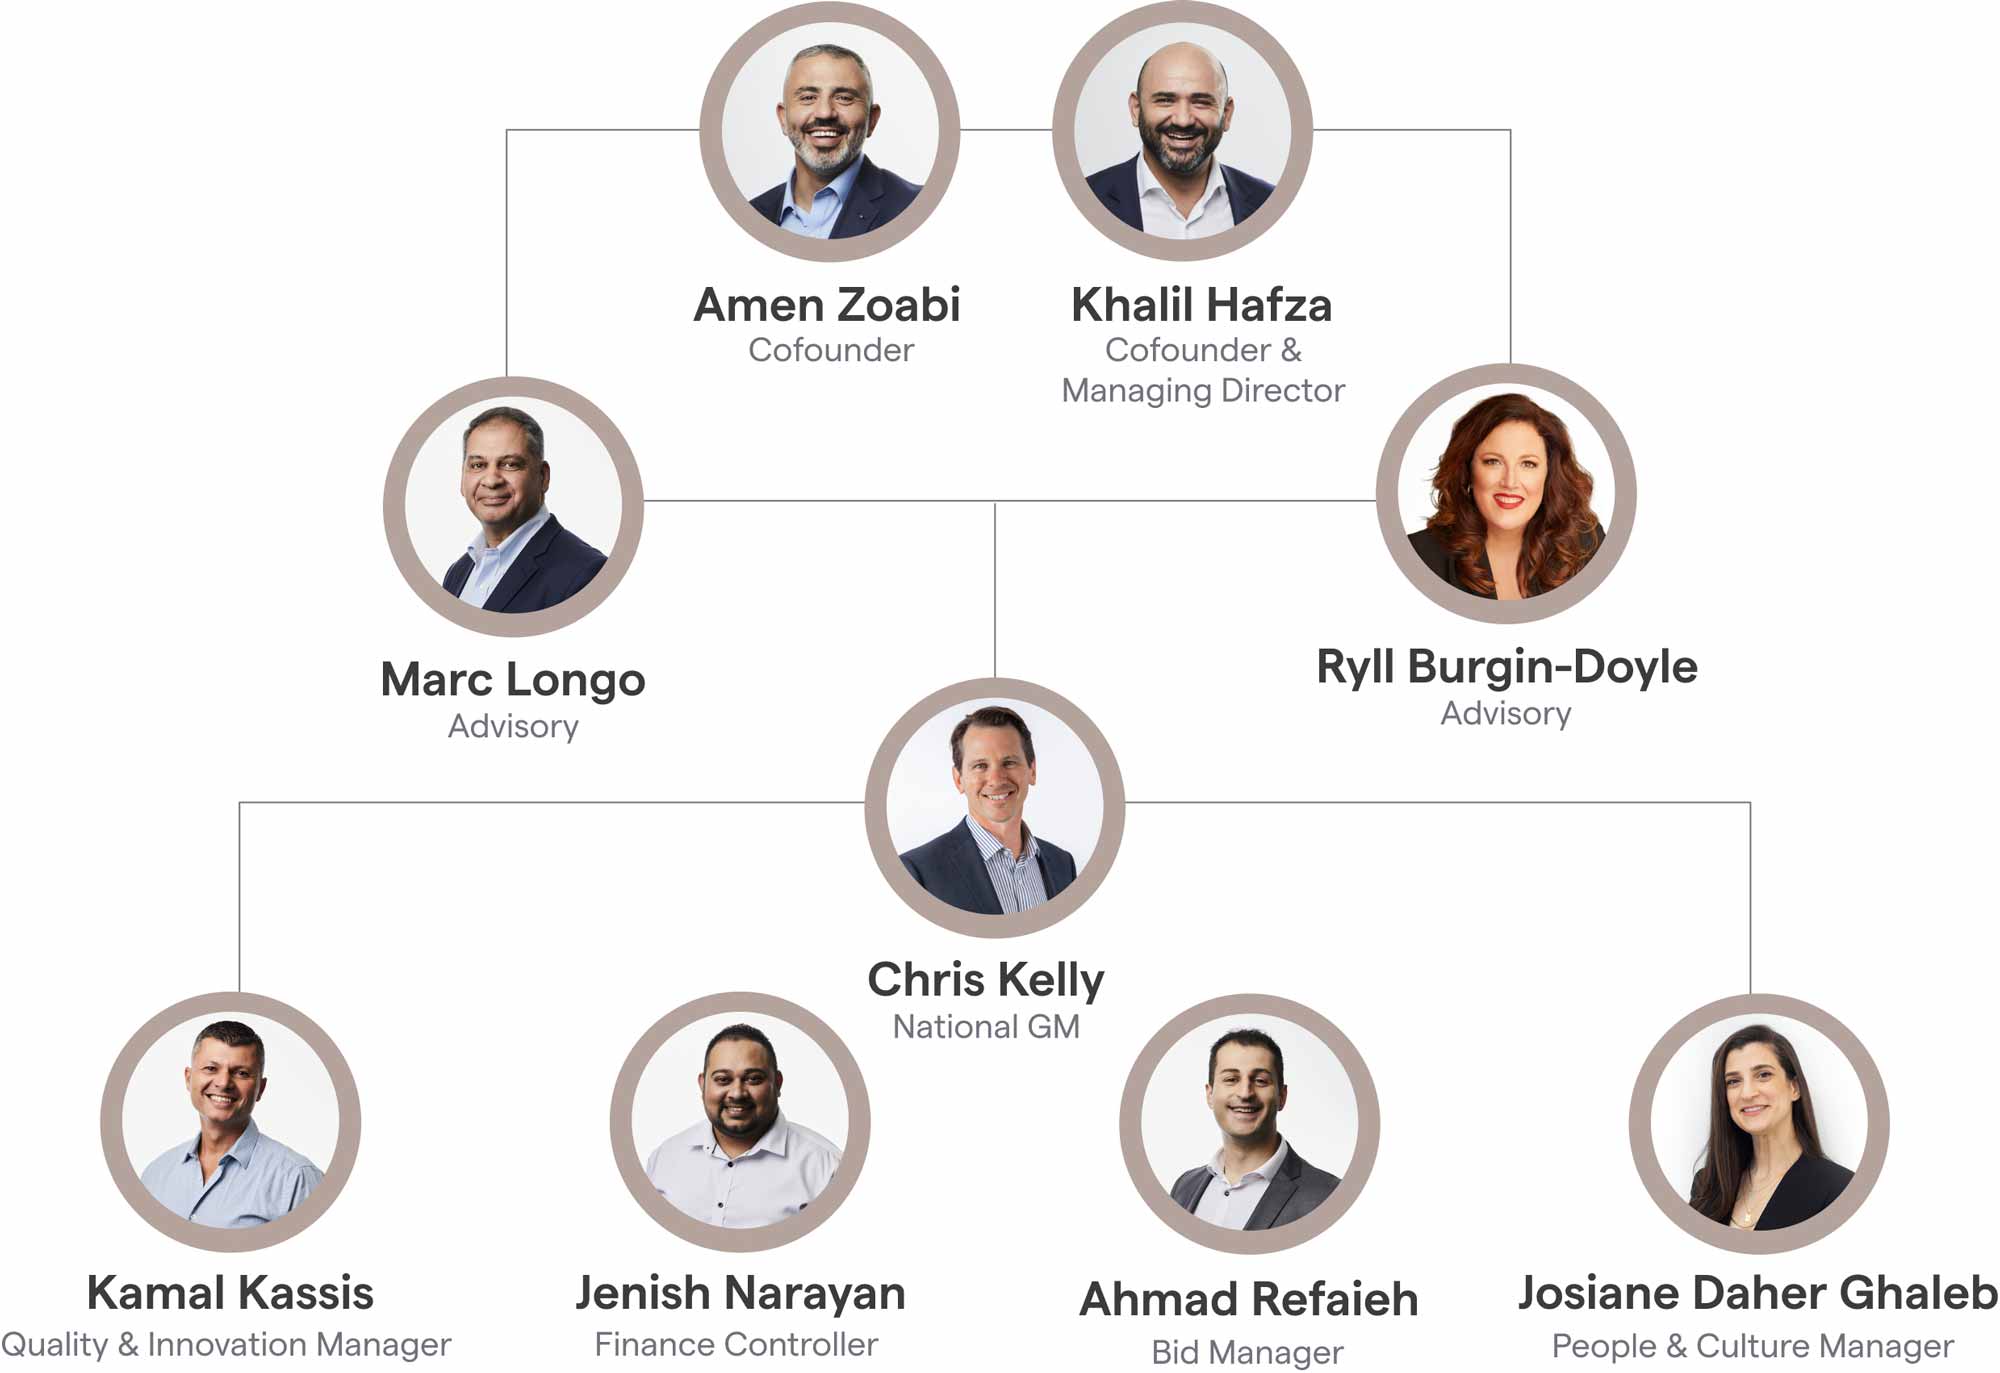 Amen Zoabi
Cofounder
Khalil Hafza
Cofounder &
Managing Director
Marc Longo
Advisory
Ryll Burgin-Doyle
Advisory
Chris Kelly
National GM
Kamal Kassis
Quality & Innovation Manager
Jenish Narayan
Finance Controller
Ahmad Refaieh
Bid Manager
Josiane Daher Ghaleb
People & Culture Manager